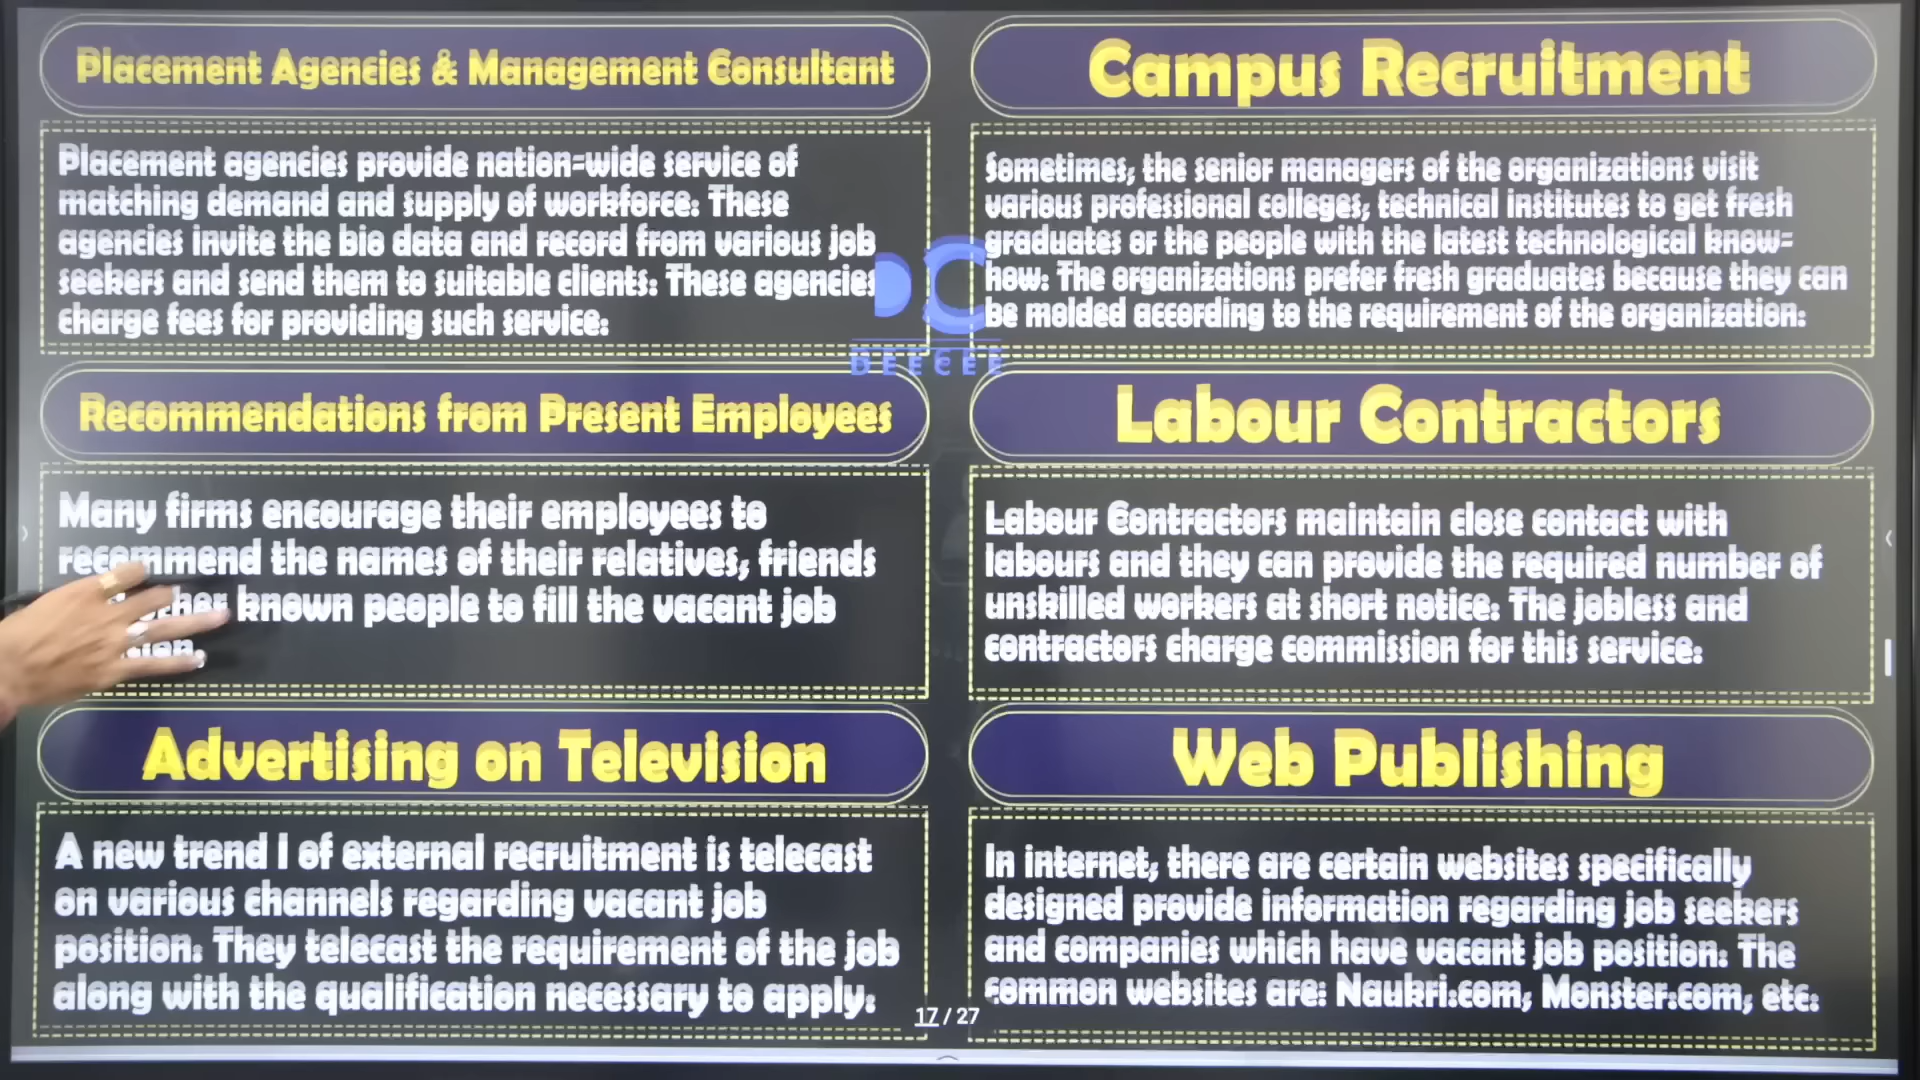 Placement Agencies & Management Consultant
Placement agencies provide nation-wide service of
matching demand and supply of workforce. These
agencies invite the bio data and record from various job
seekers and send them to suitable clients. These agencies
charge fees for providing such service.
Campus Recruitment
Sometimes, the senior managers of the organizations visit
various professional colleges, technical institutes to get fresh
graduates or the people with the latest technological know-
how. The organizations prefer fresh graduates because they can
be molded according to the requirement of the organization.
DC
DEECEE
Recommendations from Present Employees
Many firms encourage their employees to
recommend the names of their relatives, friends
known people to fill the vacant job
Labour Contractors
Labour Contractors maintain close contact with
labours and they can provide the required number of
unskilled workers at short notice. The jobless and
contractors charge commission for this service.
Advertising on Television
A new trend I of external recruitment is telecast
on various channels regarding vacant job
position. They telecast the requirement of the job
along with the qualification necessary to apply.
Web Publishing
In internet, there are certain websites specifically
designed provide information regarding job seekers
and companies which have vacant job position. The
common websites are: Naukri.com, Monster.com, etc.
17 / 27